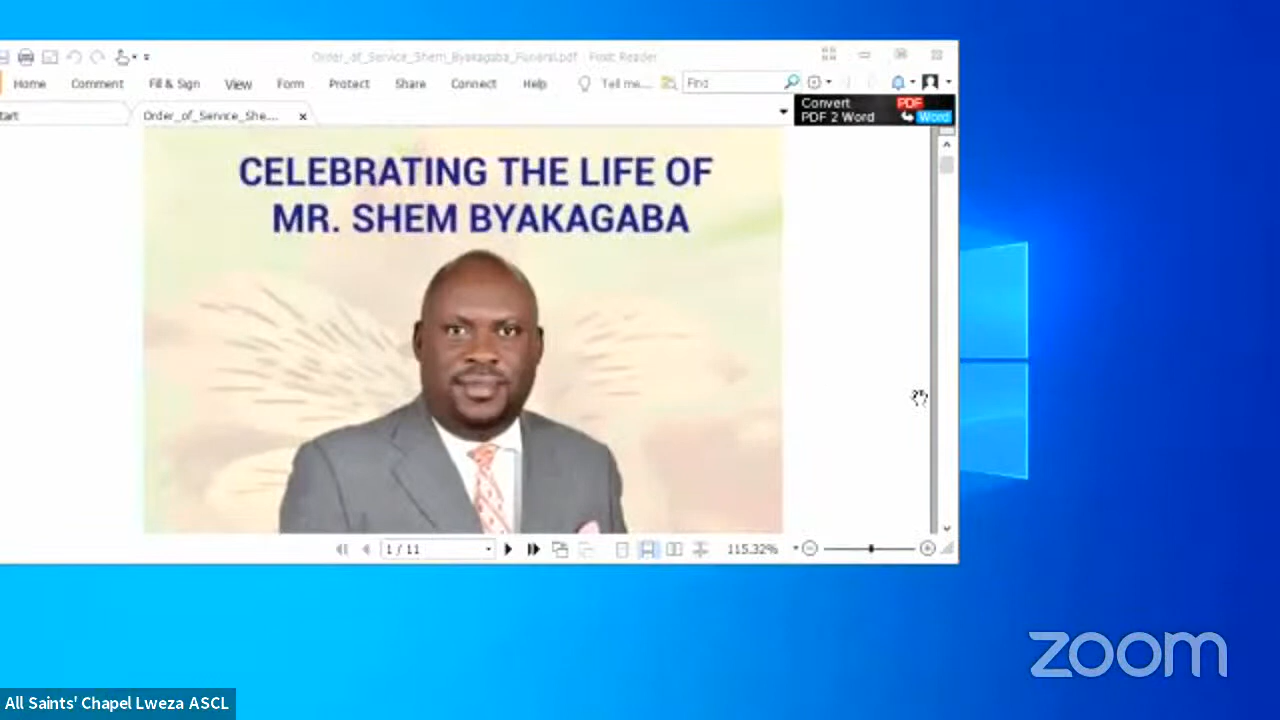 Order_of_Service_Shem_Byakagaba_Funeral.pdf - Foxit Reader
Home Comment Fill & Sign View Form Protect Share Connect Help Tell me... Find
tart Order_of_Service_She... x
Convert PDF
PDF 2 Word Word
CELEBRATING THE LIFE OF
MR. SHEM BYAKAGABA
1 / 11 115.32%
zoom
All Saints' Chapel Lweza ASCL